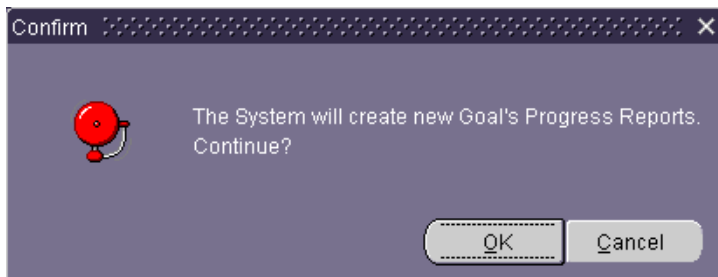 Confirm
The System will create new Goal's Progress Reports.
Continue?
OK
Cancel